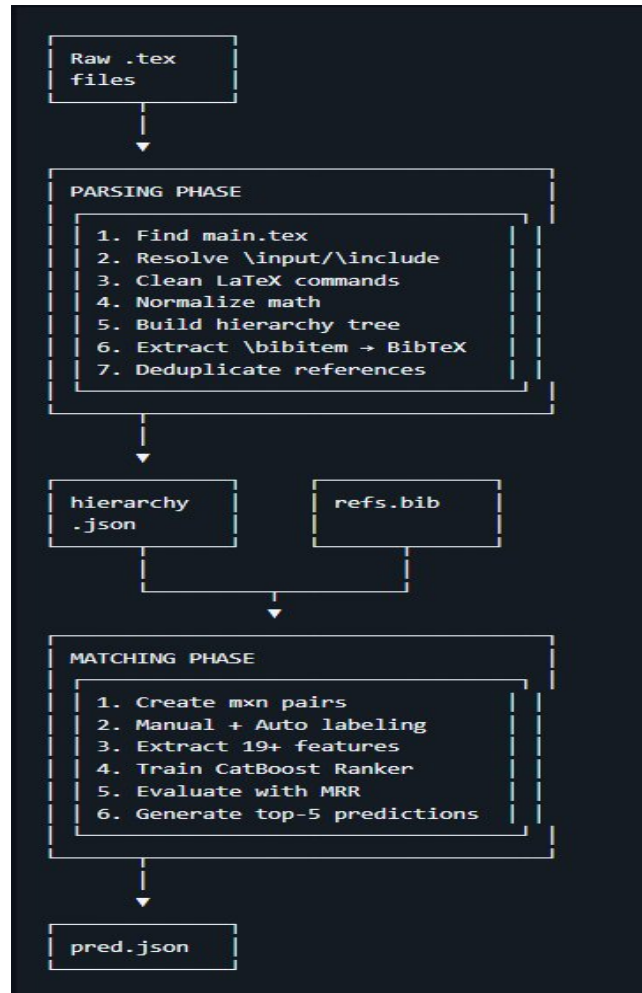 Raw .tex
files
PARSING PHASE
1. Find main.tex
2. Resolve \input/\include
3. Clean LaTeX commands
4. Normalize math
5. Build hierarchy tree
6. Extract \bibitem → BibTeX
7. Deduplicate references
hierarchy
.json
refs.bib
MATCHING PHASE
1. Create m×n pairs
2. Manual + Auto labeling
3. Extract 19+ features
4. Train CatBoost Ranker
5. Evaluate with MRR
6. Generate top-5 predictions
pred.json